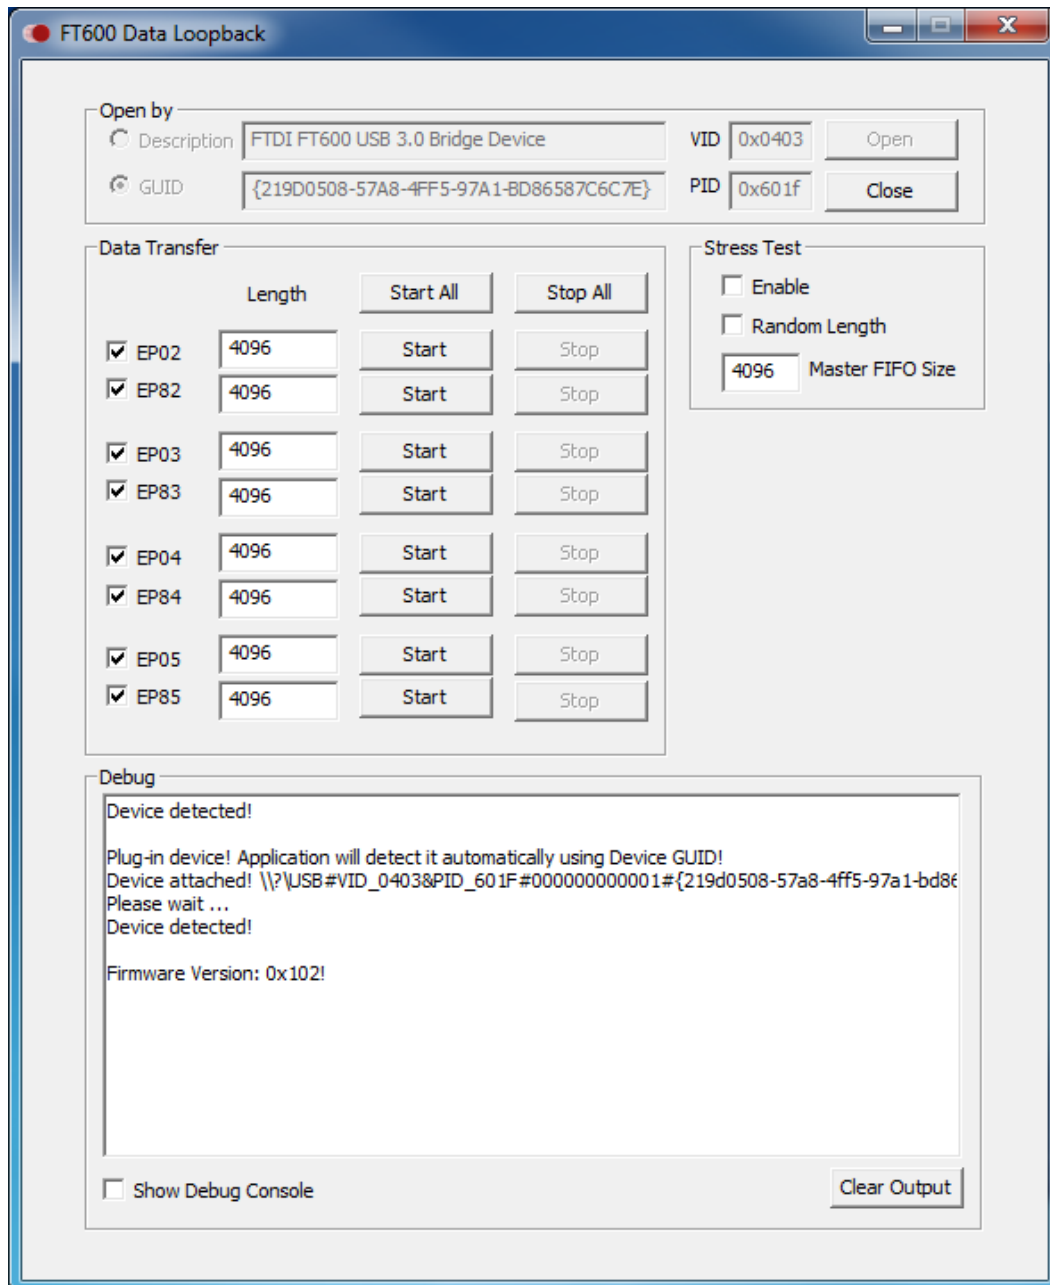 FT600 Data Loopback
Open by
Description FTDI FT600 USB 3.0 Bridge Device VID 0x0403 Open
GUID {219D0508-57A8-4FF5-97A1-BD86587C6C7E} PID 0x601f Close
Data Transfer
Length Start All Stop All
EP02 4096 Start Stop
EP82 4096 Start Stop
EP03 4096 Start Stop
EP83 4096 Start Stop
EP04 4096 Start Stop
EP84 4096 Start Stop
EP05 4096 Start Stop
EP85 4096 Start Stop
Stress Test
Enable
Random Length
4096 Master FIFO Size
Debug
Device detected!
Plug-in device! Application will detect it automatically using Device GUID!
Device attached! \\?\USB#VID_0403&PID_601F#000000000001#{219d0508-57a8-4ff5-97a1-bd86
Please wait ...
Device detected!
Firmware Version: 0x102!
Show Debug Console Clear Output